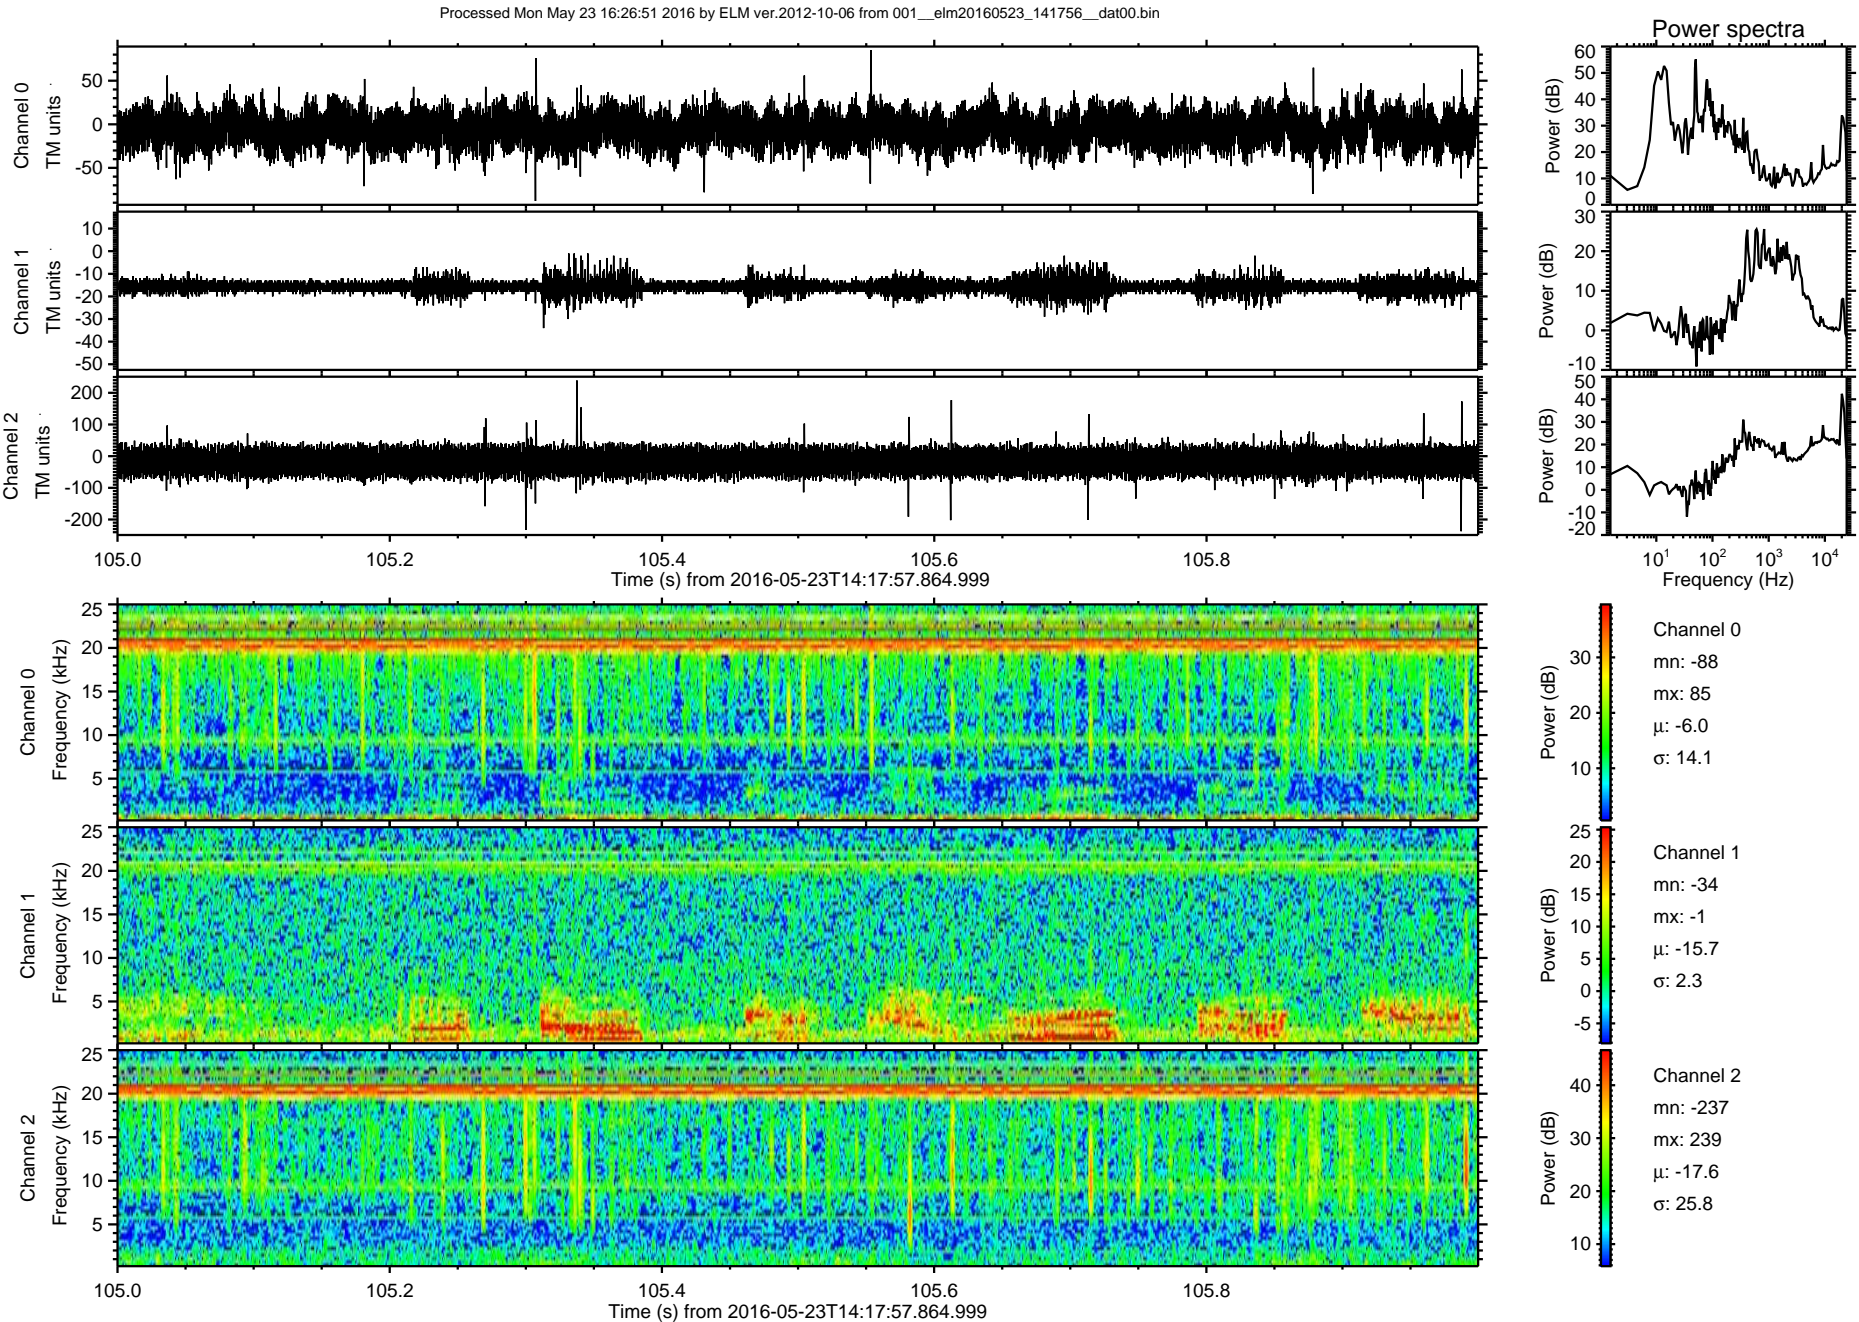 Processed Mon May 23 16:26:51 2016 by ELM ver.2012-10-06 from 001__elm20160523_141756__dat00.bin
Power spectra
Channel 0
TM units
50
0
-50
Power (dB)
60
50
40
30
20
10
0
Channel 1
TM units
10
0
-10
-20
-30
-40
-50
Power (dB)
30
20
10
0
-10
Channel 2
TM units
200
100
0
-100
-200
Power (dB)
50
40
30
20
10
0
-10
-20
105.0 105.2 105.4 105.6 105.8
Time (s) from 2016-05-23T14:17:57.864.999
10¹ 10² 10³ 10⁴
Frequency (Hz)
Channel 0
Frequency (kHz)
25
20
15
10
5
Power (dB)
30
20
10
Channel 0
mn: -88
mx: 85
µ: -6.0
σ: 14.1
Channel 1
Frequency (kHz)
25
20
15
10
5
Power (dB)
25
20
15
10
5
0
-5
Channel 1
mn: -34
mx: -1
µ: -15.7
σ: 2.3
Channel 2
Frequency (kHz)
25
20
15
10
5
Power (dB)
40
30
20
10
Channel 2
mn: -237
mx: 239
µ: -17.6
σ: 25.8
105.0 105.2 105.4 105.6 105.8
Time (s) from 2016-05-23T14:17:57.864.999